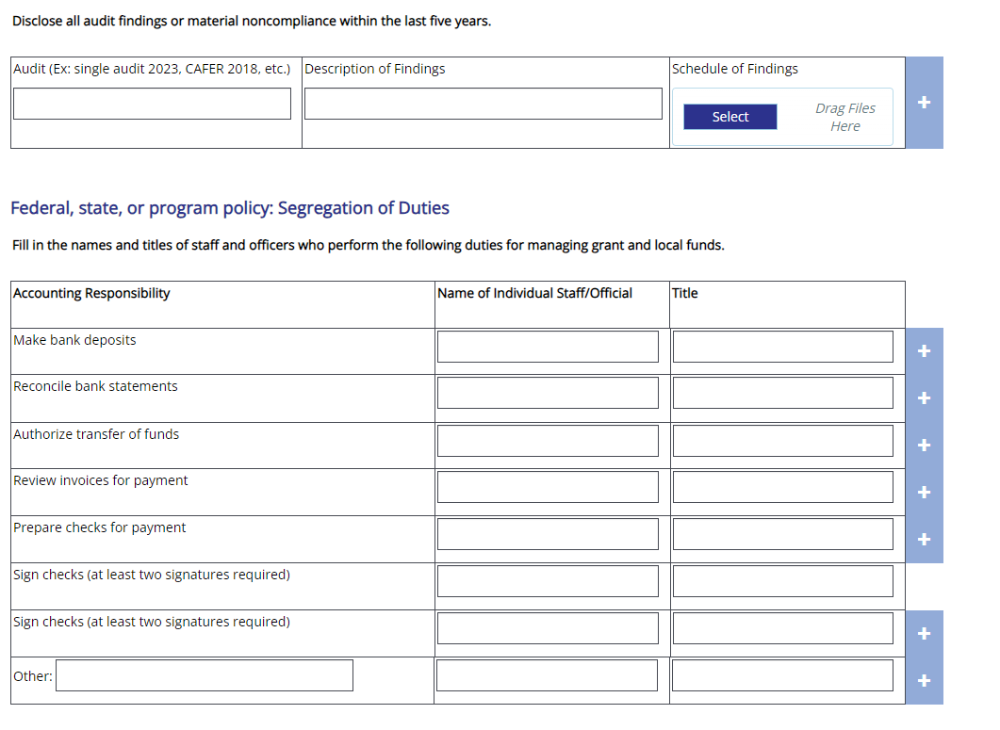 Disclose all audit findings or material noncompliance within the last five years.
Audit (Ex: single audit 2023, CAFER 2018, etc.) Description of Findings Schedule of Findings
Select Drag Files
Here
+
Federal, state, or program policy: Segregation of Duties
Fill in the names and titles of staff and officers who perform the following duties for managing grant and local funds.
Accounting Responsibility Name of Individual Staff/Official Title
Make bank deposits +
Reconcile bank statements +
Authorize transfer of funds +
Review invoices for payment +
Prepare checks for payment +
Sign checks (at least two signatures required)
Sign checks (at least two signatures required) +
Other: +